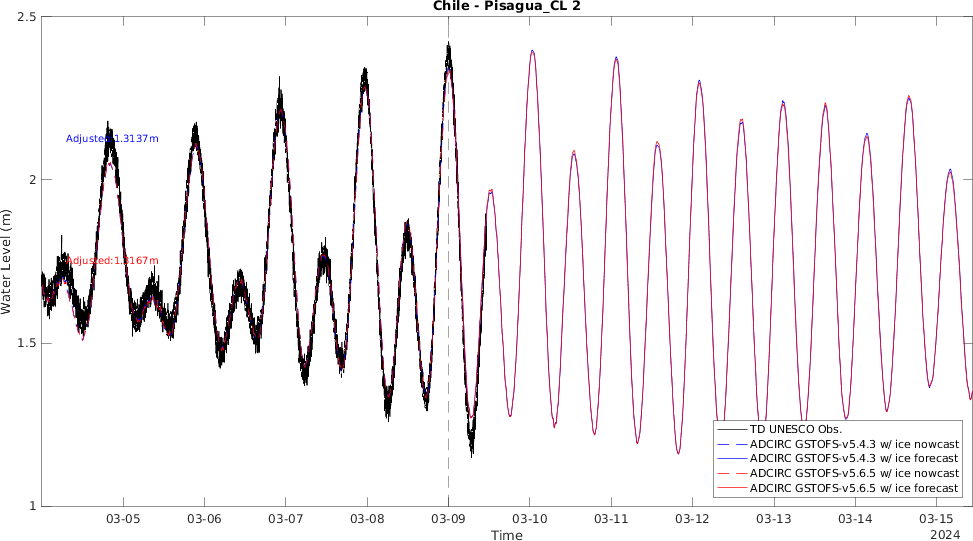 Chile - Pisagua_CL 2
2.5
2
1.5
1
Water Level (m)
Adjusted:1.3137m
Adjusted:1.3167m
TD UNESCO Obs.
ADCIRC GSTOFS-v5.4.3 w/ ice nowcast
ADCIRC GSTOFS-v5.4.3 w/ ice forecast
ADCIRC GSTOFS-v5.6.5 w/ ice nowcast
ADCIRC GSTOFS-v5.6.5 w/ ice forecast
03-05 03-06 03-07 03-08 03-09 03-10 03-11 03-12 03-13 03-14 03-15
Time
2024